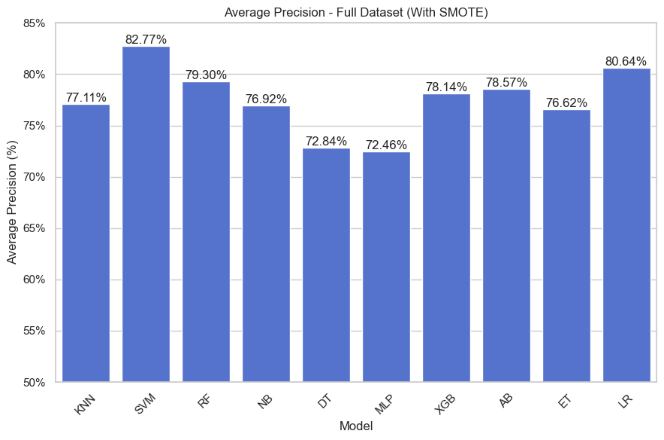 Average Precision - Full Dataset (With SMOTE)
85%
80%
75%
70%
65%
60%
55%
50%
Average Precision (%)
77.11%
82.77%
79.30%
76.92%
72.84%
72.46%
78.14%
78.57%
76.62%
80.64%
KNN
SVM
RF
NB
DT
MLP
XGB
AB
ET
LR
Model